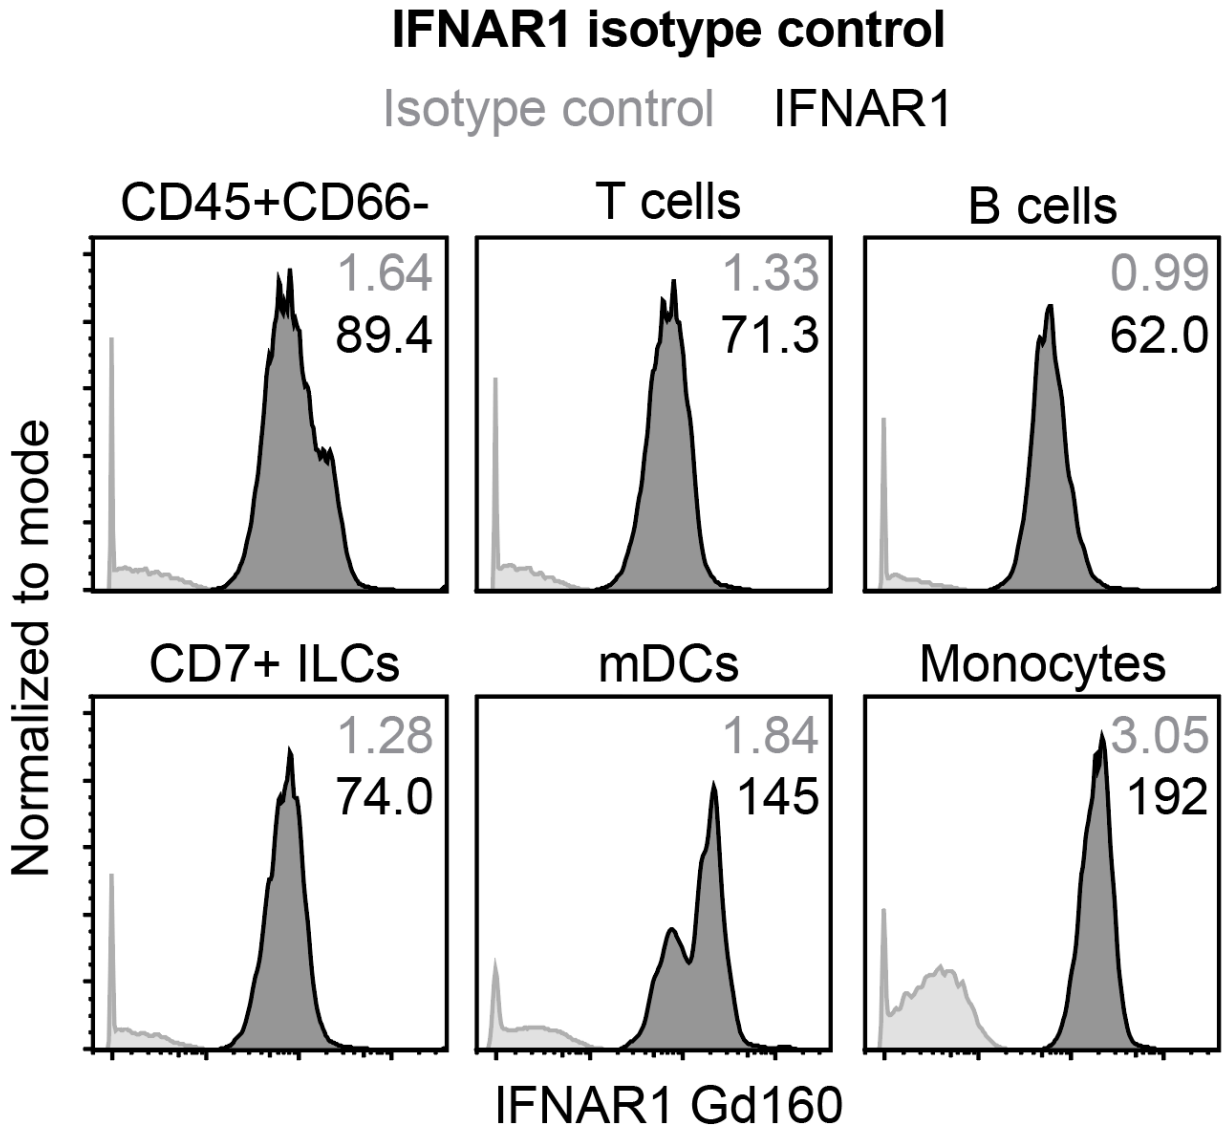 IFNAR1 isotype control
Isotype control IFNAR1
CD45+CD66- T cells B cells
1.64 1.33 0.99
89.4 71.3 62.0
Normalized to mode
CD7+ ILCs mDCs Monocytes
1.28 1.84 3.05
74.0 145 192
IFNAR1 Gd160